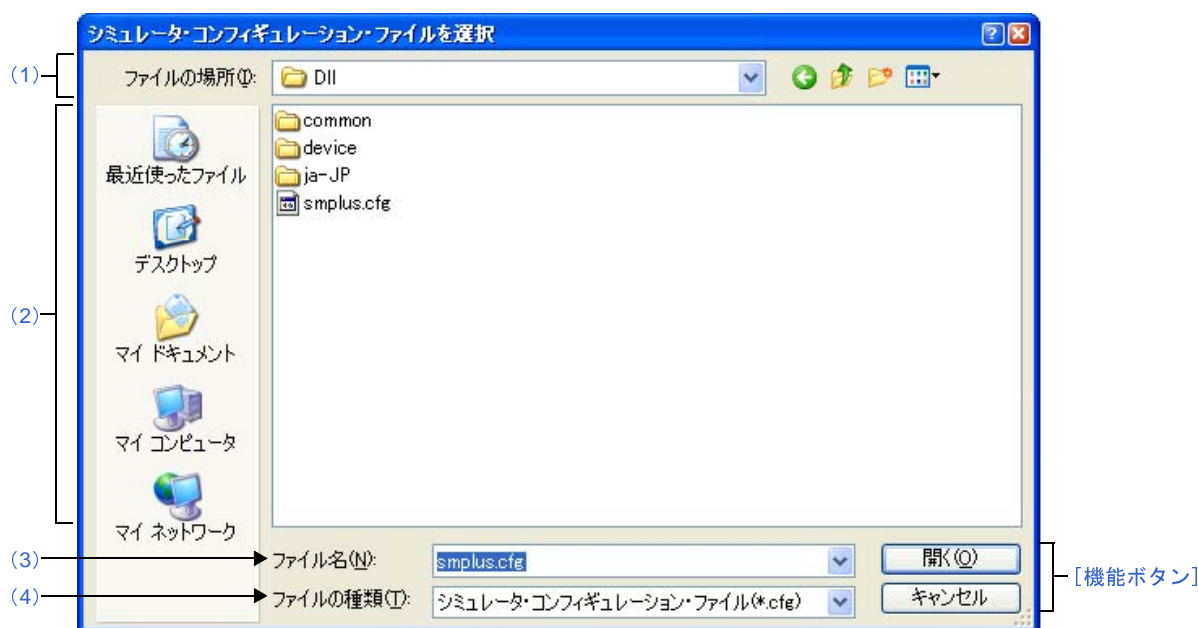 シミュレータ・コンフィギュレーション・ファイルを選択
(1)
ファイルの場所(I):
Dll
(2)
最近使ったファイル
デスクトップ
マイ ドキュメント
マイ コンピュータ
マイ ネットワーク
common
device
ja-JP
smplus.cfg
(3)
ファイル名(N):
smplus.cfg
開く(O)
(4)
ファイルの種類(T):
シミュレータ・コンフィギュレーション・ファイル(*.cfg)
キャンセル
[機能ボタン]